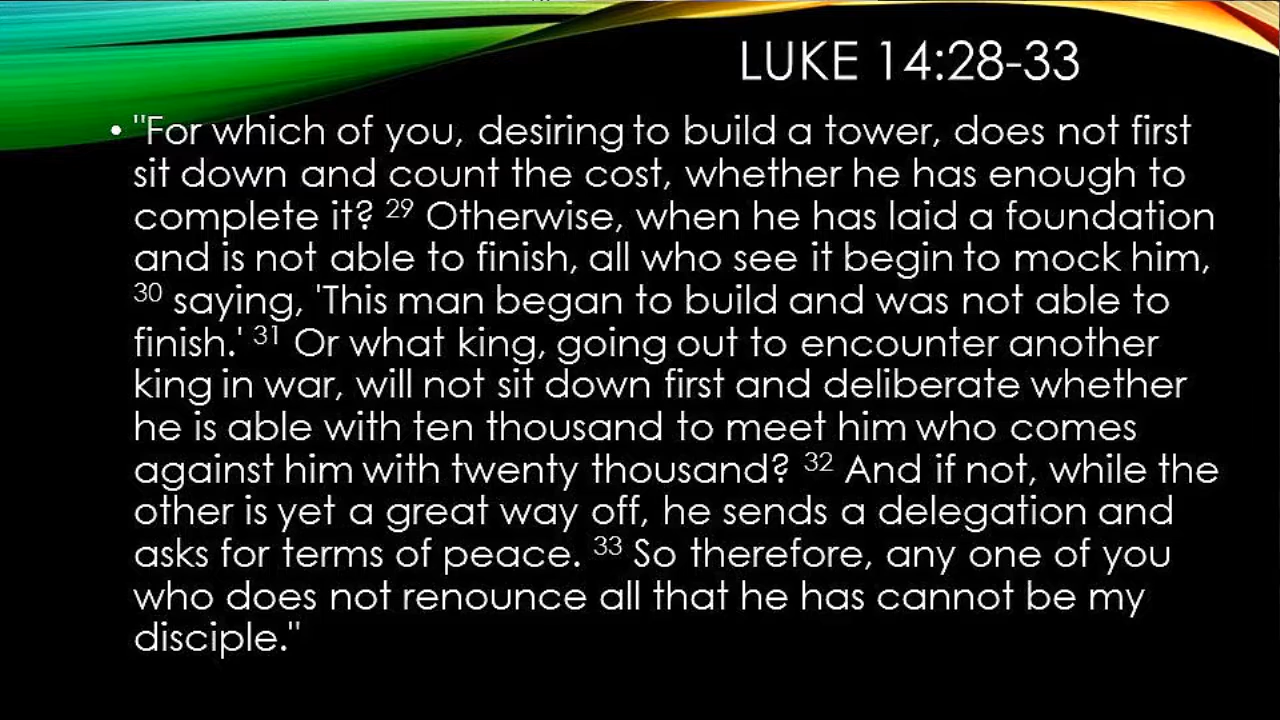 LUKE 14:28-33
• "For which of you, desiring to build a tower, does not first
sit down and count the cost, whether he has enough to
complete it? 29 Otherwise, when he has laid a foundation
and is not able to finish, all who see it begin to mock him,
30 saying, 'This man began to build and was not able to
finish.' 31 Or what king, going out to encounter another
king in war, will not sit down first and deliberate whether
he is able with ten thousand to meet him who comes
against him with twenty thousand? 32 And if not, while the
other is yet a great way off, he sends a delegation and
asks for terms of peace. 33 So therefore, any one of you
who does not renounce all that he has cannot be my
disciple."